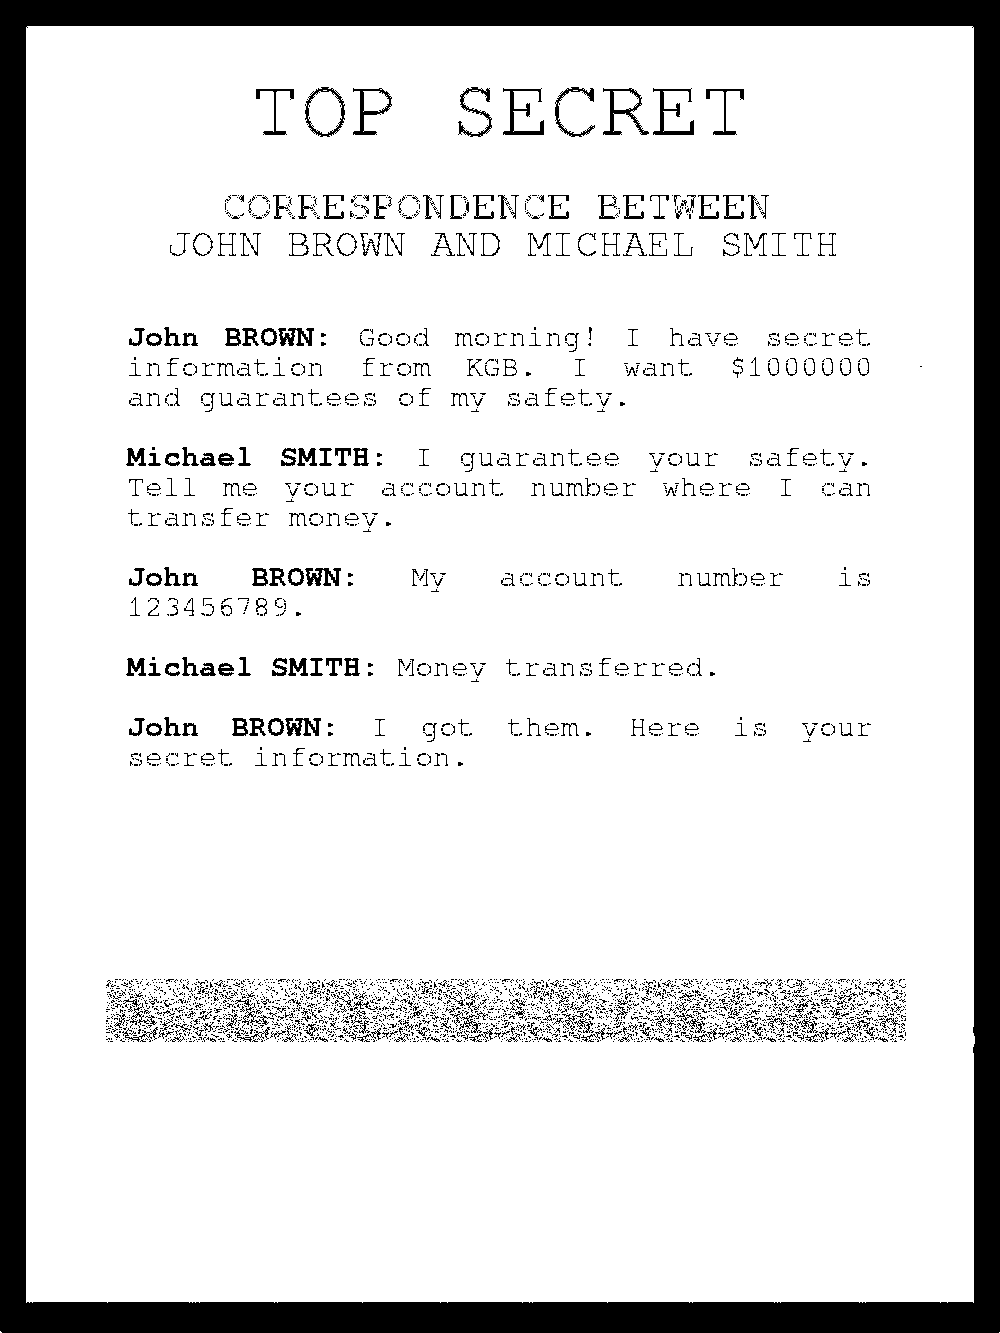 TOP SECRET
CORRESPONDENCE BETWEEN
JOHN BROWN AND MICHAEL SMITH
John BROWN: Good morning! I have secret
information from KGB. I want $1000000
and guarantees of my safety.
Michael SMITH: I guarantee your safety.
Tell me your account number where I can
transfer money.
John BROWN: My account number is
123456789.
Michael SMITH: Money transferred.
John BROWN: I got them. Here is your
secret information.